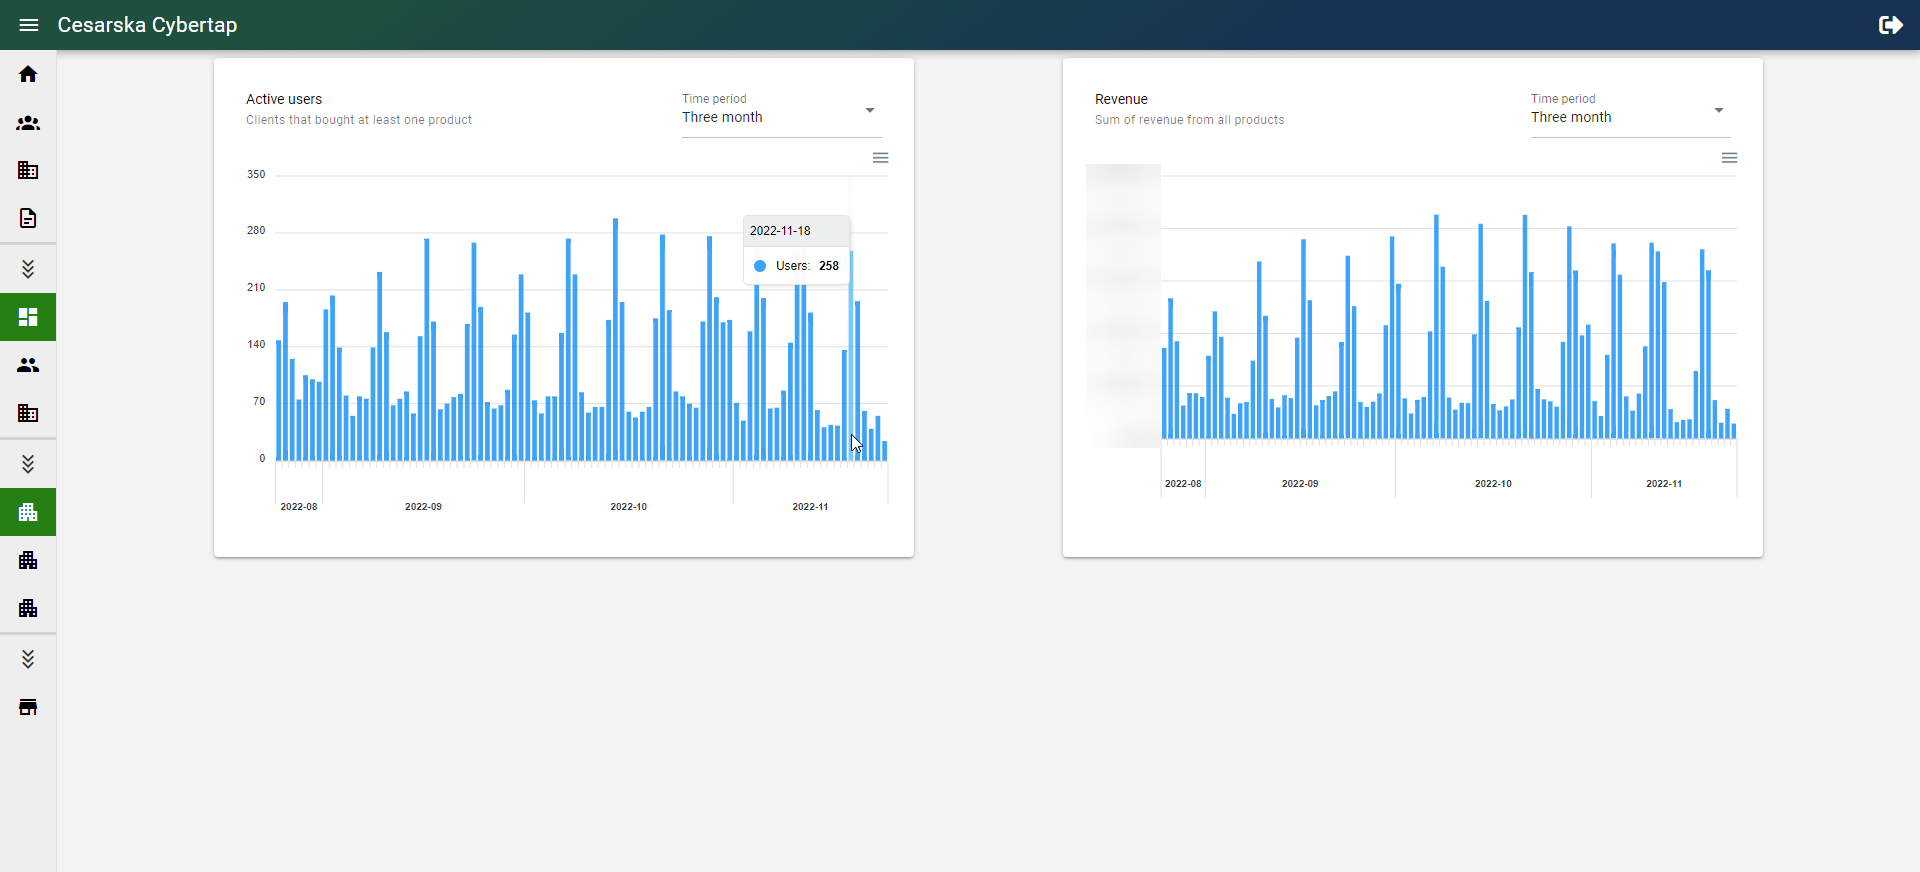 Cesarska Cybertap
Active users
Clients that bought at least one product
Time period
Three month
350
280
210
140
70
0
2022-11-18
Users: 258
2022-08
2022-09
2022-10
2022-11
Revenue
Sum of revenue from all products
Time period
Three month
2022-08
2022-09
2022-10
2022-11